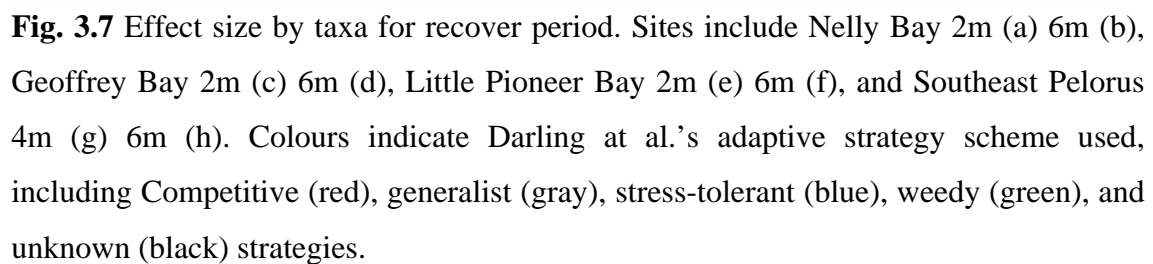 Fig. 3.7 Effect size by taxa for recover period. Sites include Nelly Bay 2m (a) 6m (b),
Geoffrey Bay 2m (c) 6m (d), Little Pioneer Bay 2m (e) 6m (f), and Southeast Pelorus
4m (g) 6m (h). Colours indicate Darling at al.’s adaptive strategy scheme used,
including Competitive (red), generalist (gray), stress-tolerant (blue), weedy (green), and
unknown (black) strategies.